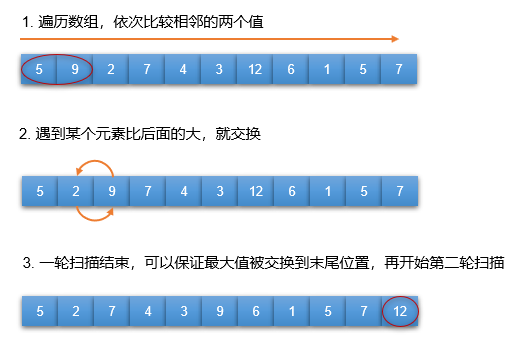 1. 遍历数组，依次比较相邻的两个值
5 9 2 7 4 3 12 6 1 5 7
2. 遇到某个元素比后面的大，就交换
5 2 9 7 4 3 12 6 1 5 7
3. 一轮扫描结束，可以保证最大值被交换到末尾位置，再开始第二轮扫描
5 2 7 4 3 9 6 1 5 7 12